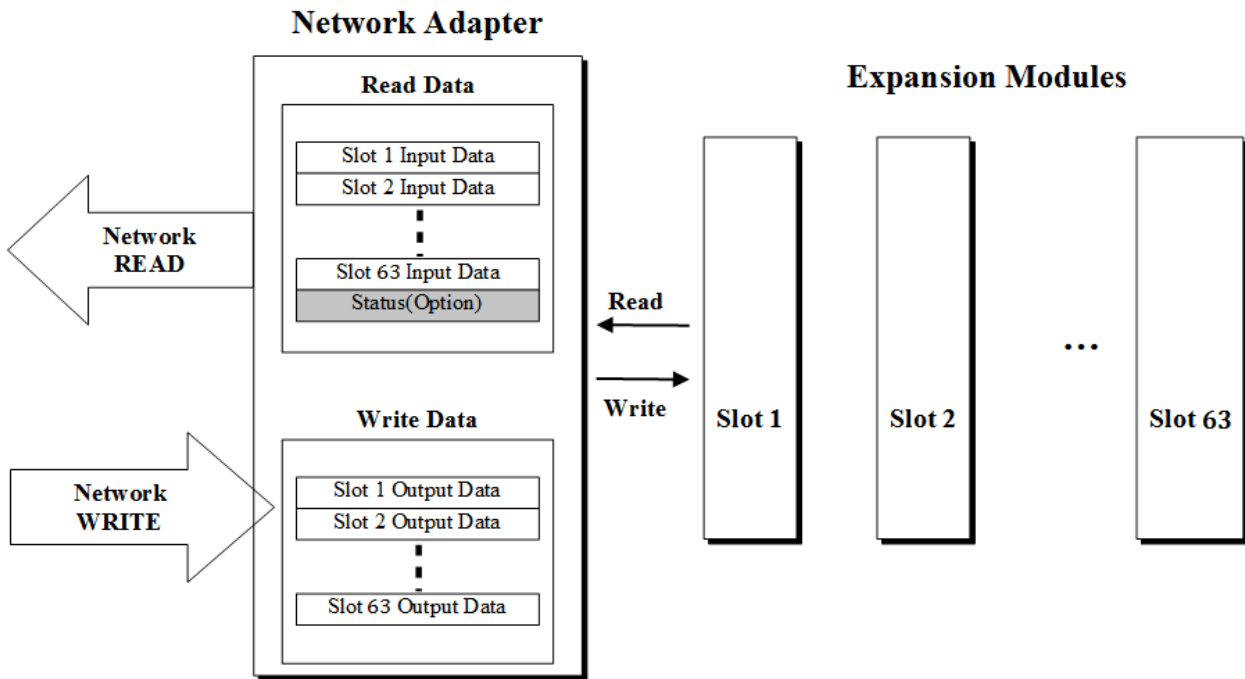 Network Adapter
Read Data
Slot 1 Input Data
Slot 2 Input Data
Slot 63 Input Data
Status(Option)
Network
READ
Write Data
Slot 1 Output Data
Slot 2 Output Data
Slot 63 Output Data
Network
WRITE
Read
Write
Expansion Modules
Slot 1
Slot 2
...
Slot 63